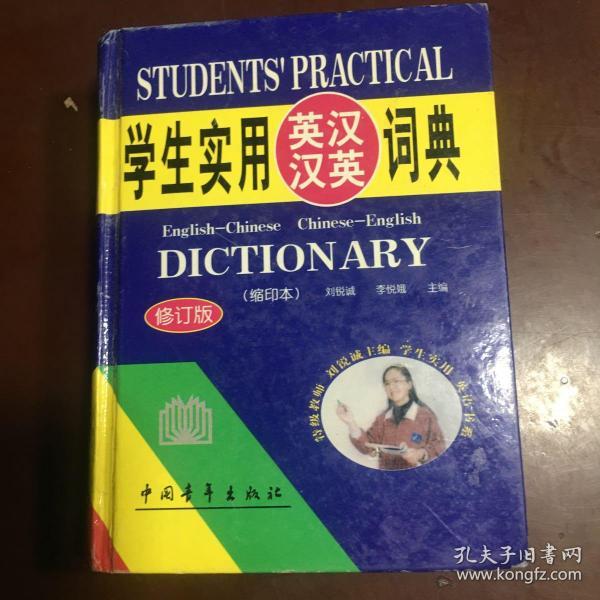 STUDENTS' PRACTICAL
学生实用 英汉 汉英 词典
English-Chinese Chinese-English
DICTIONARY
(缩印本) 刘锐诚 李悦娥 主编
修订版
特级教师 刘锐诚主编 学生实用 英语书系
中国青年出版社
孔夫子旧书网
www.kongfz.com